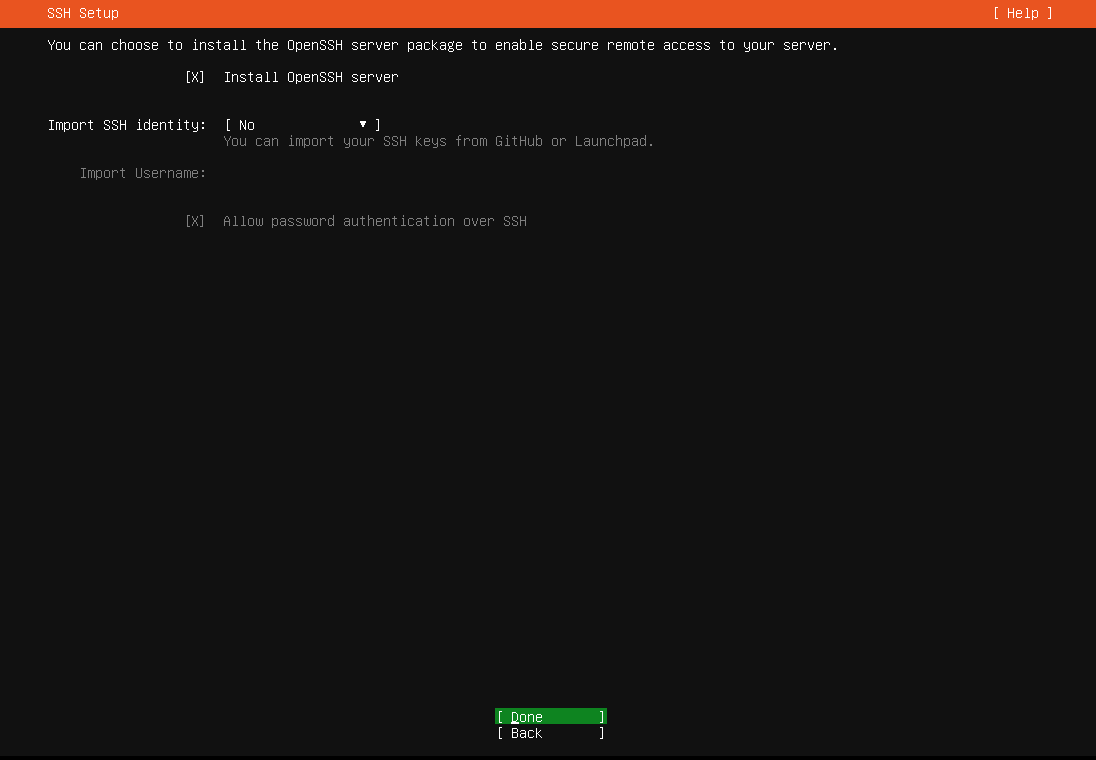 SSH Setup [ Help ]
You can choose to install the OpenSSH server package to enable secure remote access to your server.
[X] Install OpenSSH server
Import SSH identity: [ No ▼ ]
You can import your SSH keys from GitHub or Launchpad.
Import Username:
[X] Allow password authentication over SSH
[ Done ]
[ Back ]